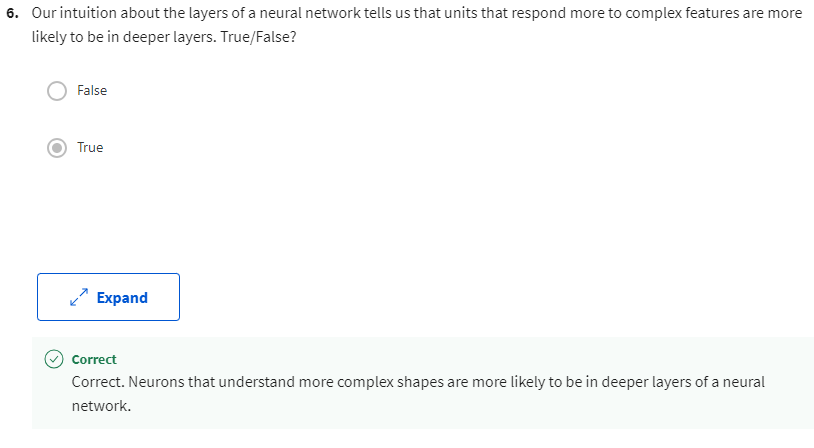 6. Our intuition about the layers of a neural network tells us that units that respond more to complex features are more
likely to be in deeper layers. True/False?
False
True
Expand
Correct
Correct. Neurons that understand more complex shapes are more likely to be in deeper layers of a neural
network.